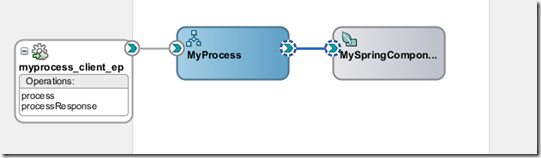 myprocess_client_ep
Operations:
process
processResponse
MyProcess
MySpringCompon...